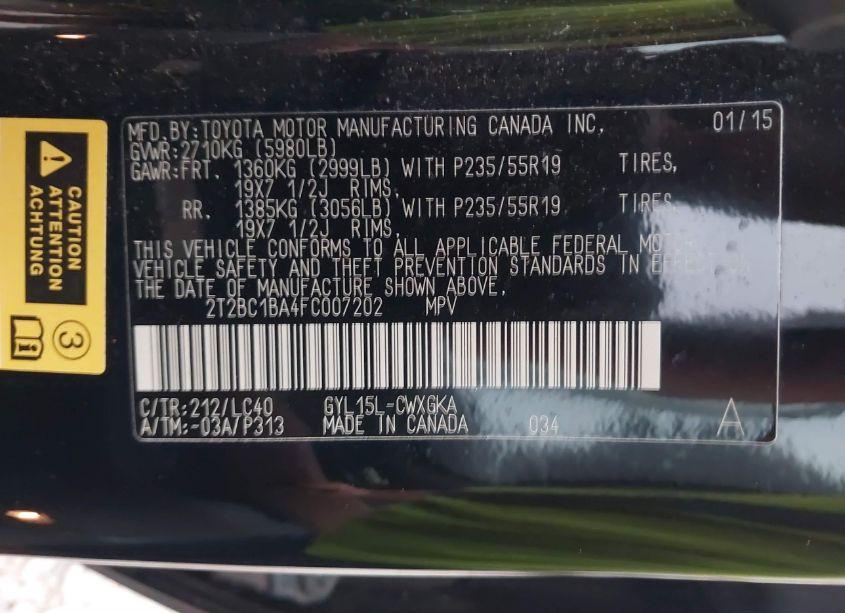 MFD.BY:TOYOTA MOTOR MANUFACTURING CANADA INC. 01/15
GVWR:2710KG (5980LB)
GAWR:FRT. 1360KG (2999LB) WITH P235/55R19 TIRES,
19X7 1/2J RIMS,
RR. 1385KG (3056LB) WITH P235/55R19 TIRES,
19X7 1/2J RIMS.
THIS VEHICLE CONFORMS TO ALL APPLICABLE FEDERAL MOTOR
VEHICLE SAFETY AND THEFT PREVENTION STANDARDS IN EFFECT ON
THE DATE OF MANUFACTURE SHOWN ABOVE.
2T2BC1BA4FC007202 MPV
C/TR:212/LC40 GYL15L-CWXGKA
A/TM:-03A/P313 MADE IN CANADA 034 A
CAUTION
ATTENTION
ACHTUNG
3